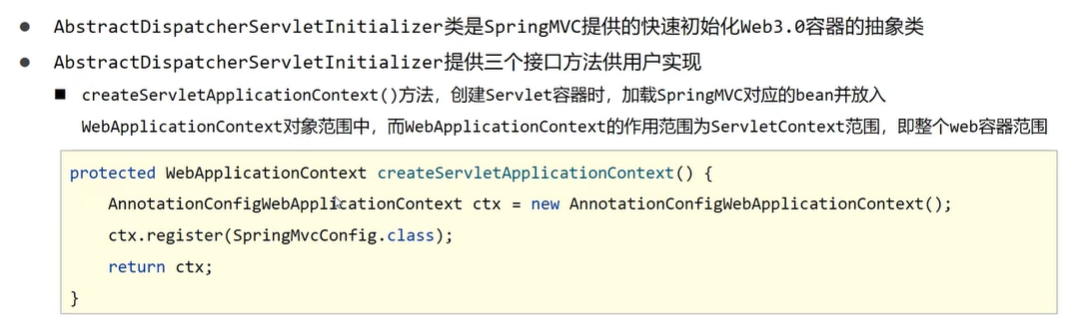 ● AbstractDispatcherServletInitializer类是SpringMVC提供的快速初始化Web3.0容器的抽象类
● AbstractDispatcherServletInitializer提供三个接口方法供用户实现
■ createServletApplicationContext()方法，创建Servlet容器时，加载SpringMVC对应的bean并放入
WebApplicationContext对象范围中，而WebApplicationContext的作用范围为ServletContext范围，即整个web容器范围
protected WebApplicationContext createServletApplicationContext() {
    AnnotationConfigWebApplicationContext ctx = new AnnotationConfigWebApplicationContext();
    ctx.register(SpringMvcConfig.class);
    return ctx;
}